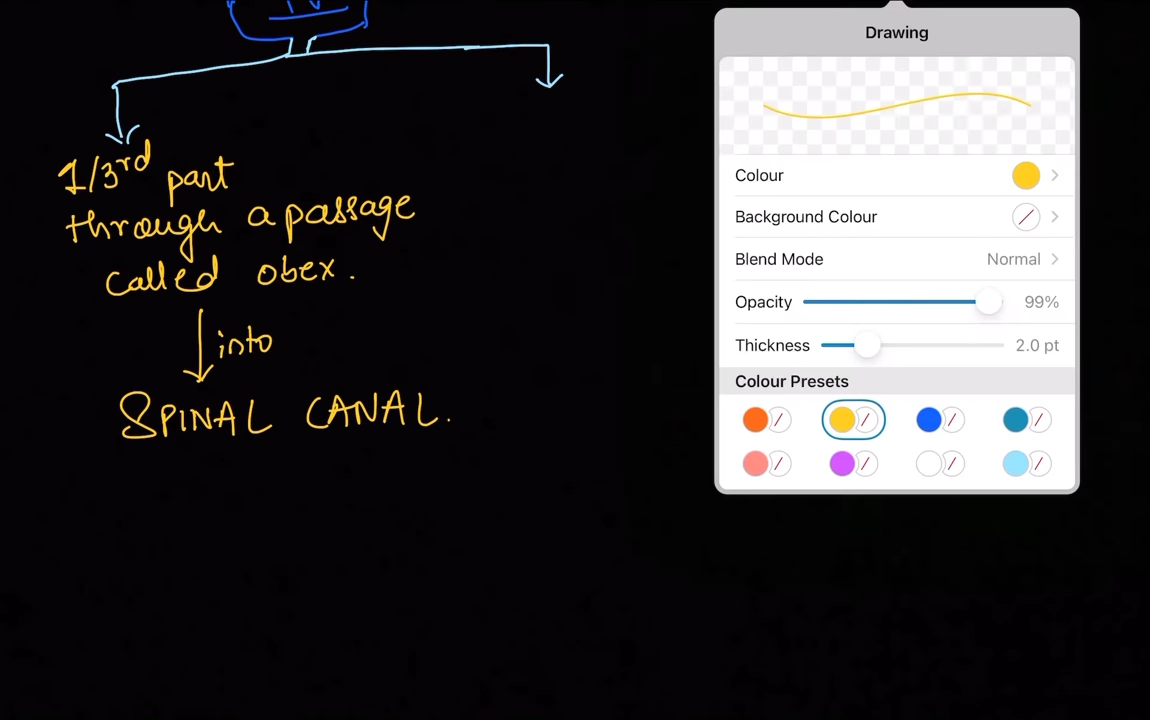 IV
Drawing
1/3rd part
through a passage
called obex.
into
SPINAL CANAL.
Colour
Background Colour
Blend Mode Normal
Opacity 99%
Thickness 2.0 pt
Colour Presets